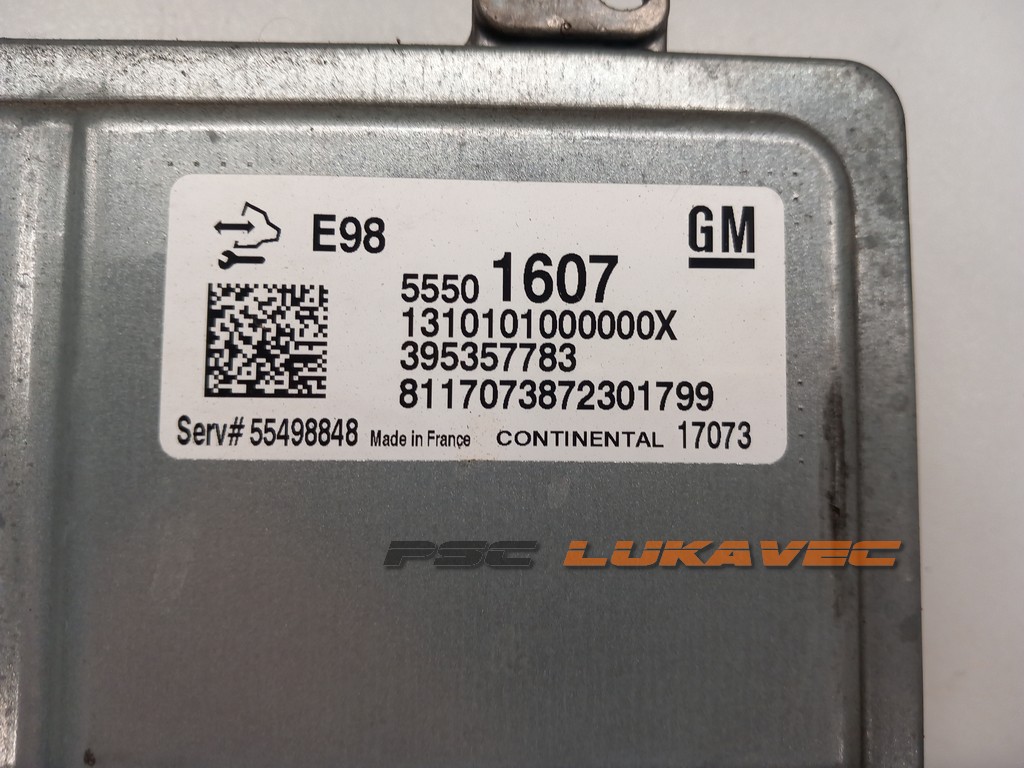 E98
GM
5550 1607
1310101000000X
395357783
8117073872301799
Serv# 55498848 Made in France CONTINENTAL 17073
PSC LUKAVEC